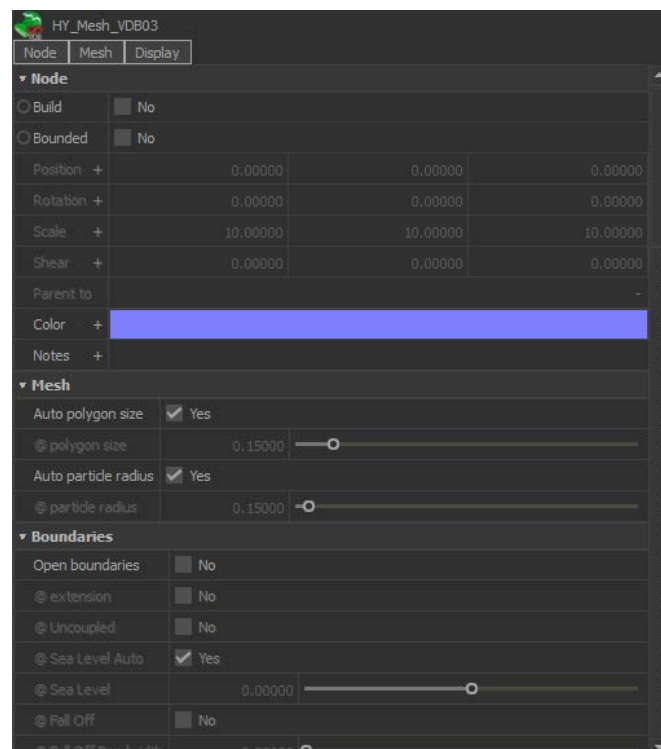 HY_Mesh_VDB03
Node Mesh Display
Node
Build No
Bounded No
Position + 0.00000 0.00000 0.00000
Rotation + 0.00000 0.00000 0.00000
Scale + 10.00000 10.00000 10.00000
Shear + 0.00000 0.00000 0.00000
Parent to -
Color +
Notes +
Mesh
Auto polygon size Yes
@ polygon size 0.15000
Auto particle radius Yes
@ particle radius 0.15000
Boundaries
Open boundaries No
@ extension No
@ Uncoupled No
@ Sea Level Auto Yes
@ Sea Level 0.00000
@ Fall Off No